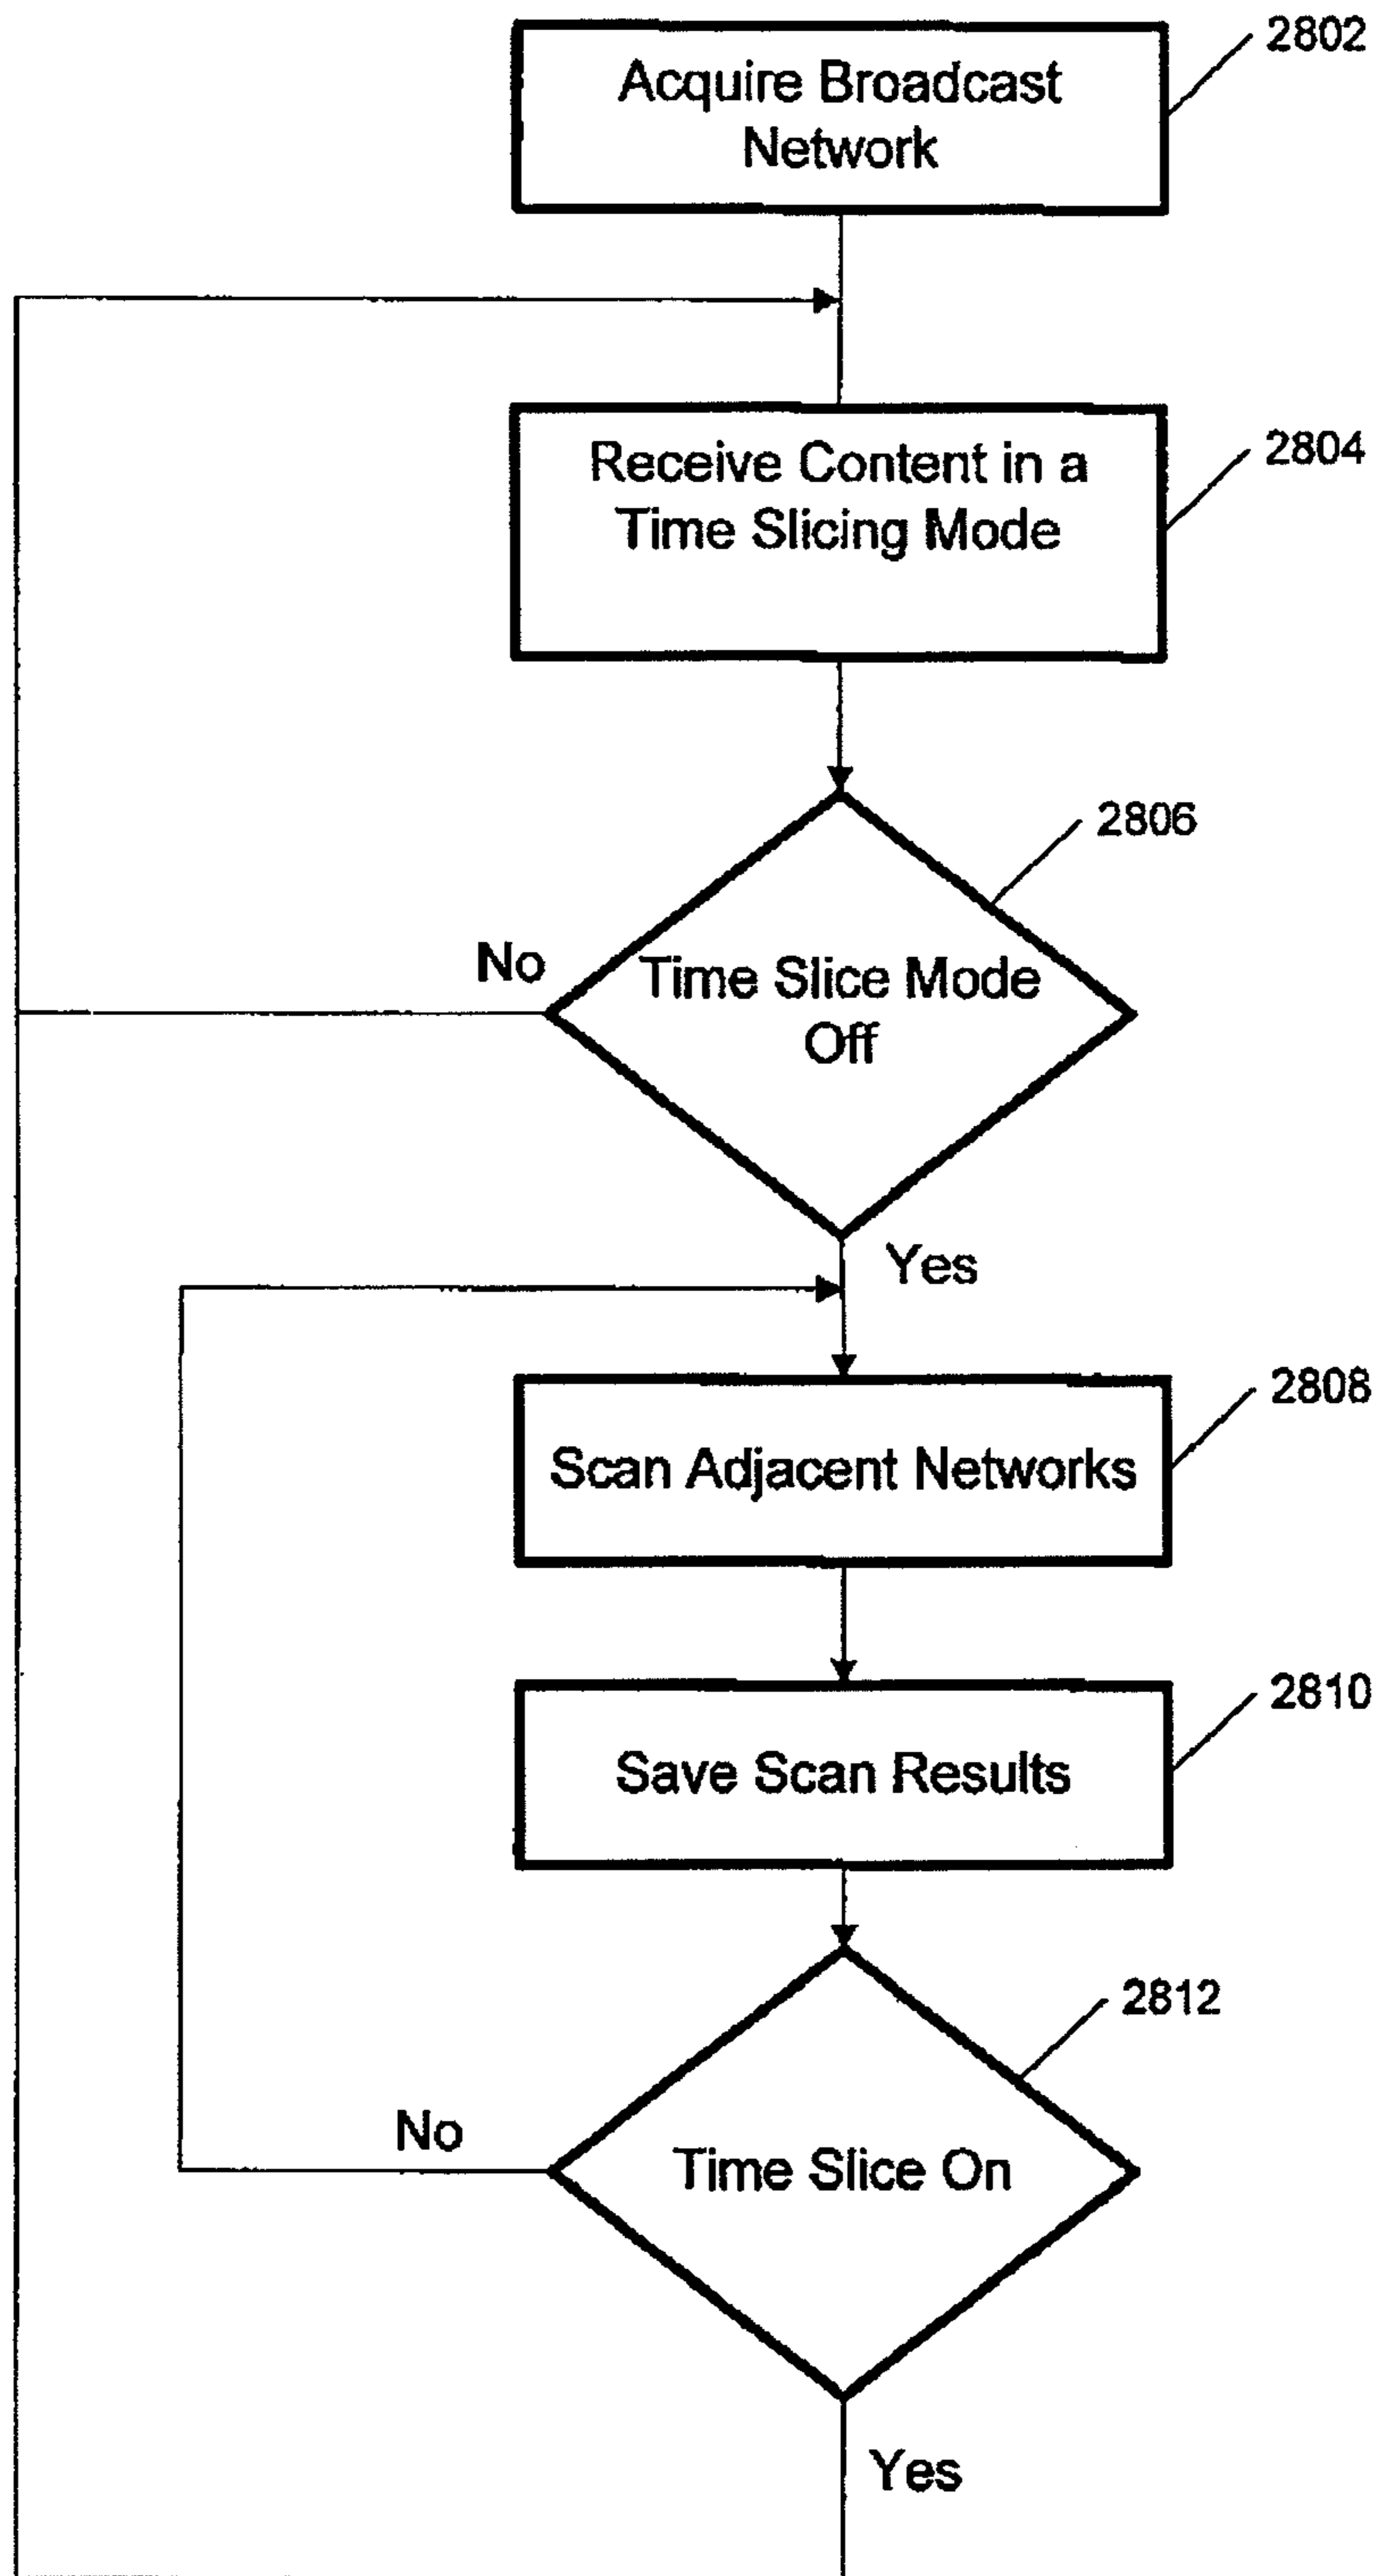 2802
Acquire Broadcast
Network
2804
Receive Content in a
Time Slicing Mode
2806
No
Time Slice Mode
Off
Yes
2808
Scan Adjacent Networks
2810
Save Scan Results
2812
No
Time Slice On
Yes